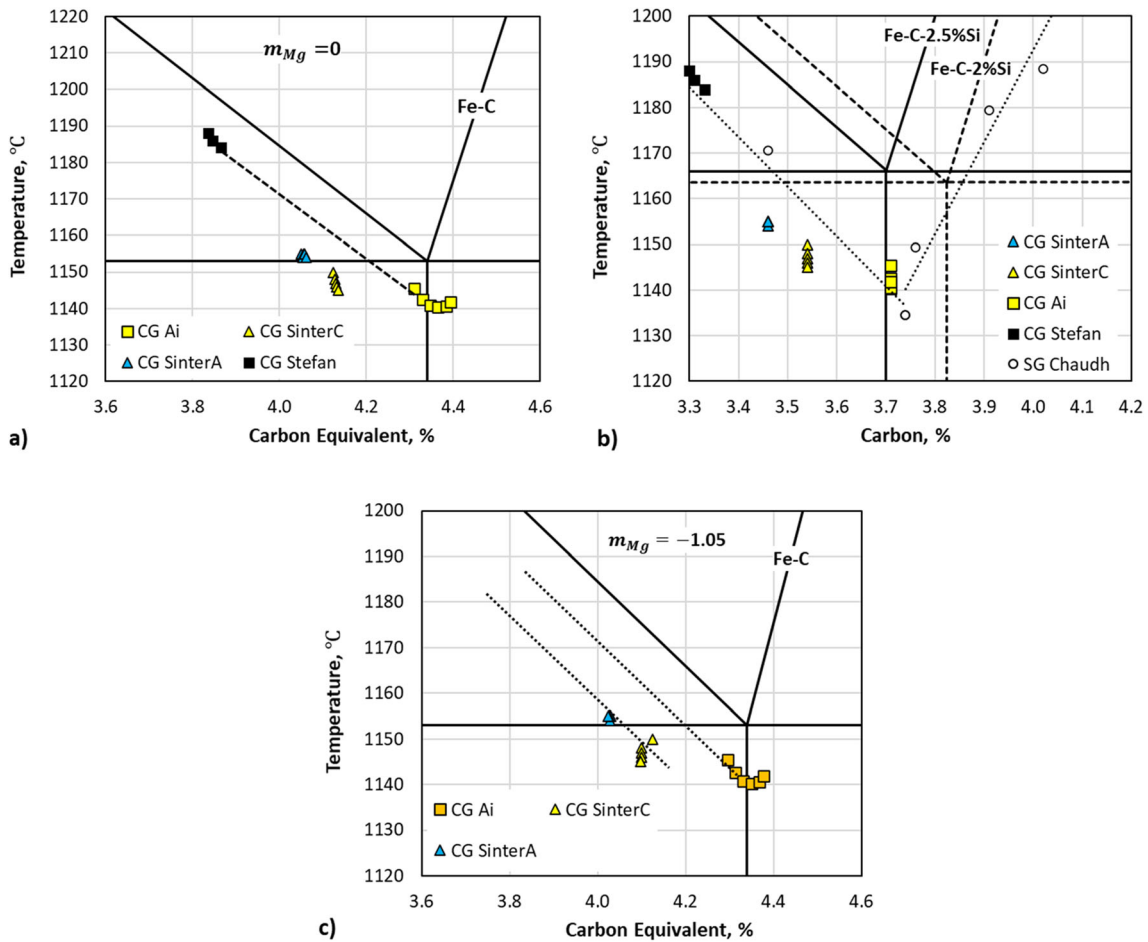 1220
1210
1200
1190
1180
1170
1160
1150
1140
1130
1120
Temperature, °C
m_Mg = 0
Fe-C
CG Ai
CG SinterC
CG SinterA
CG Stefan
3.6 3.8 4.0 4.2 4.4 4.6
Carbon Equivalent, %
a)
1200
1190
1180
1170
1160
1150
1140
1130
1120
Temperature, °C
Fe-C-2.5%Si
Fe-C-2%Si
CG SinterA
CG SinterC
CG Ai
CG Stefan
SG Chaudh
3.3 3.4 3.5 3.6 3.7 3.8 3.9 4.0 4.1 4.2
Carbon, %
b)
1200
1190
1180
1170
1160
1150
1140
1130
1120
Temperature, °C
m_Mg = −1.05
Fe-C
CG Ai
CG SinterC
CG SinterA
3.6 3.8 4.0 4.2 4.4 4.6
Carbon Equivalent, %
c)